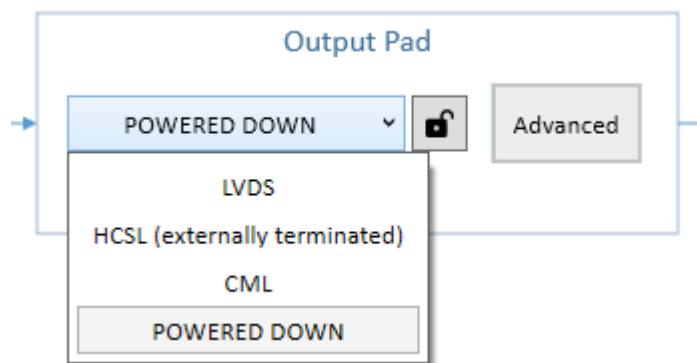 Output Pad
POWERED DOWN
Advanced
LVDS
HCSL (externally terminated)
CML
POWERED DOWN